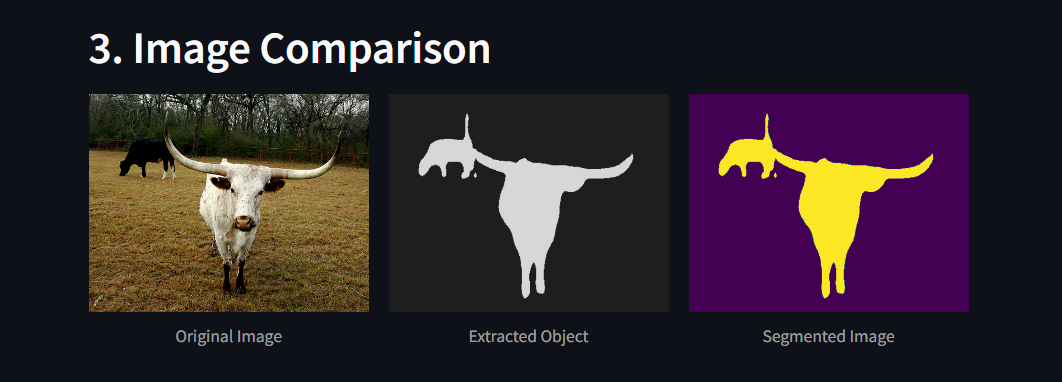 3. Image Comparison
Original Image
Extracted Object
Segmented Image